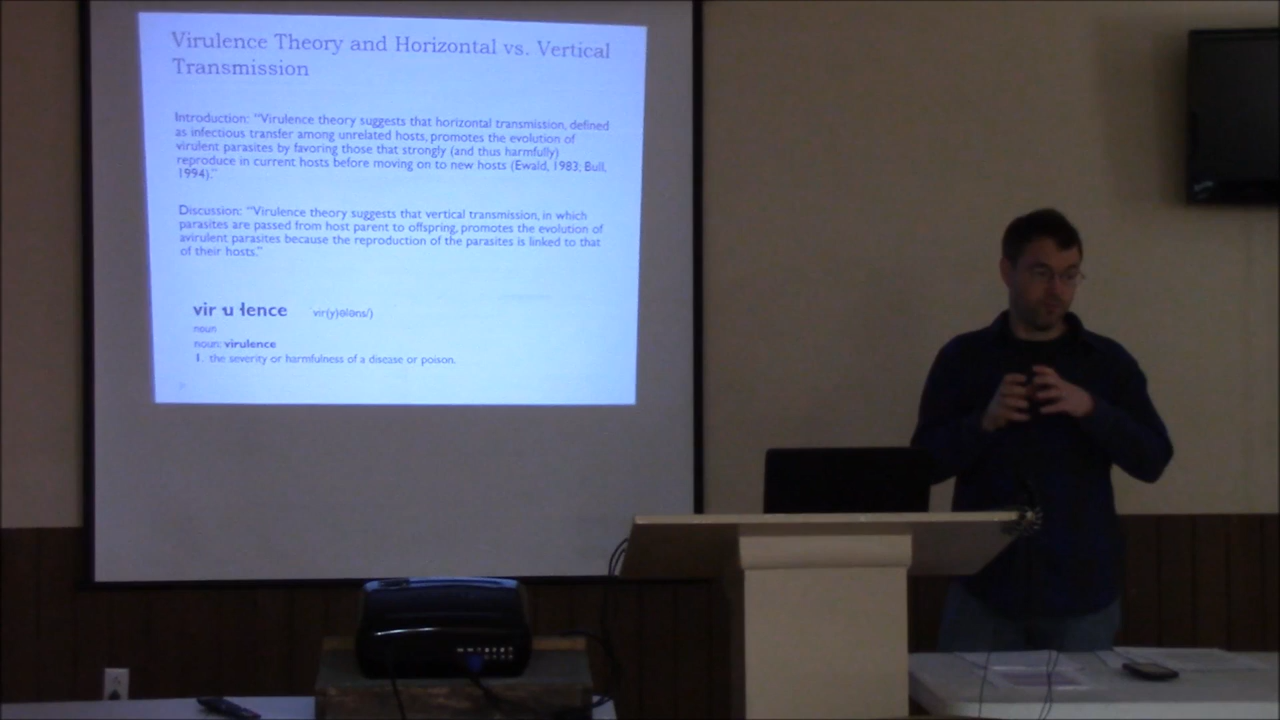 Virulence Theory and Horizontal vs. Vertical
Transmission
Introduction: "Virulence theory suggests that horizontal transmission, defined
as infectious transfer among unrelated hosts, promotes the evolution of
virulent parasites by favoring those that strongly (and thus harmfully)
reproduce in current hosts before moving on to new hosts (Ewald, 1983, Bull,
1994)."
Discussion: "Virulence theory suggests that vertical transmission, in which
parasites are passed from host parent to offspring, promotes the evolution of
avirulent parasites because the reproduction of the parasites is linked to that
of their hosts."
vir·u·lence ˈvir(y)ələns/)
noun
noun: virulence
1. the severity or harmfulness of a disease or poison.